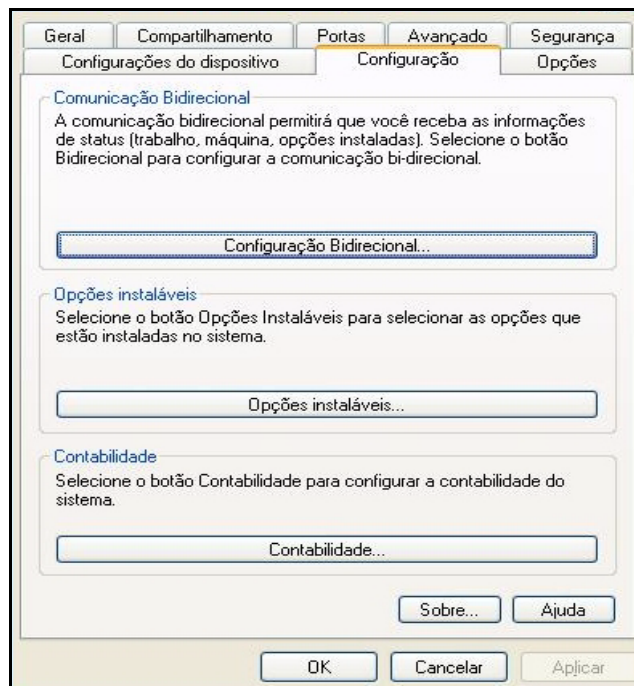 Geral Compartilhamento Portas Avançado Segurança
Configurações do dispositivo Configuração Opções
Comunicação Bidirecional
A comunicação bidirecional permitirá que você receba as informações
de status (trabalho, máquina, opções instaladas). Selecione o botão
Bidirecional para configurar a comunicação bi-direcional.
Configuração Bidirecional...
Opções instaláveis
Selecione o botão Opções Instaláveis para selecionar as opções que
estão instaladas no sistema.
Opções instaláveis...
Contabilidade
Selecione o botão Contabilidade para configurar a contabilidade do
sistema.
Contabilidade...
Sobre... Ajuda
OK Cancelar Aplicar